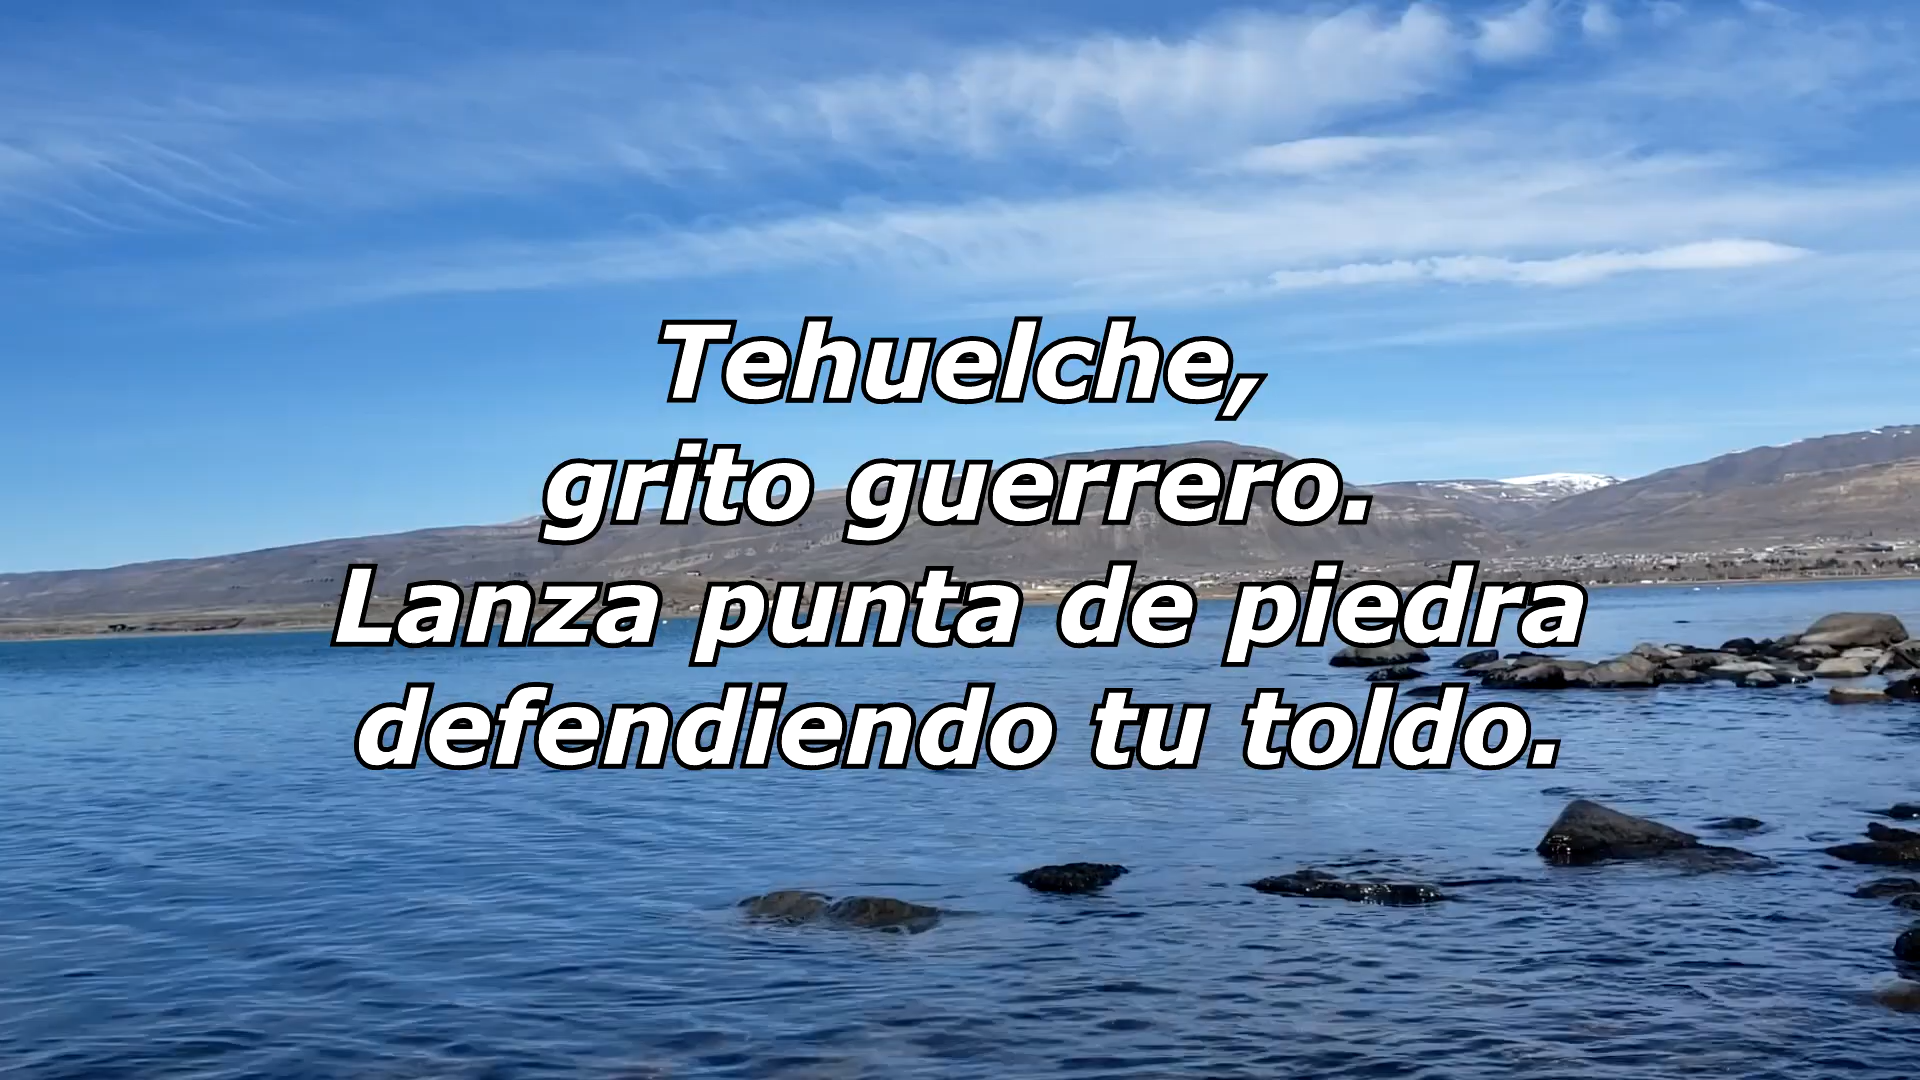 Tehuelche,
grito guerrero.
Lanza punta de piedra
defendiendo tu toldo.